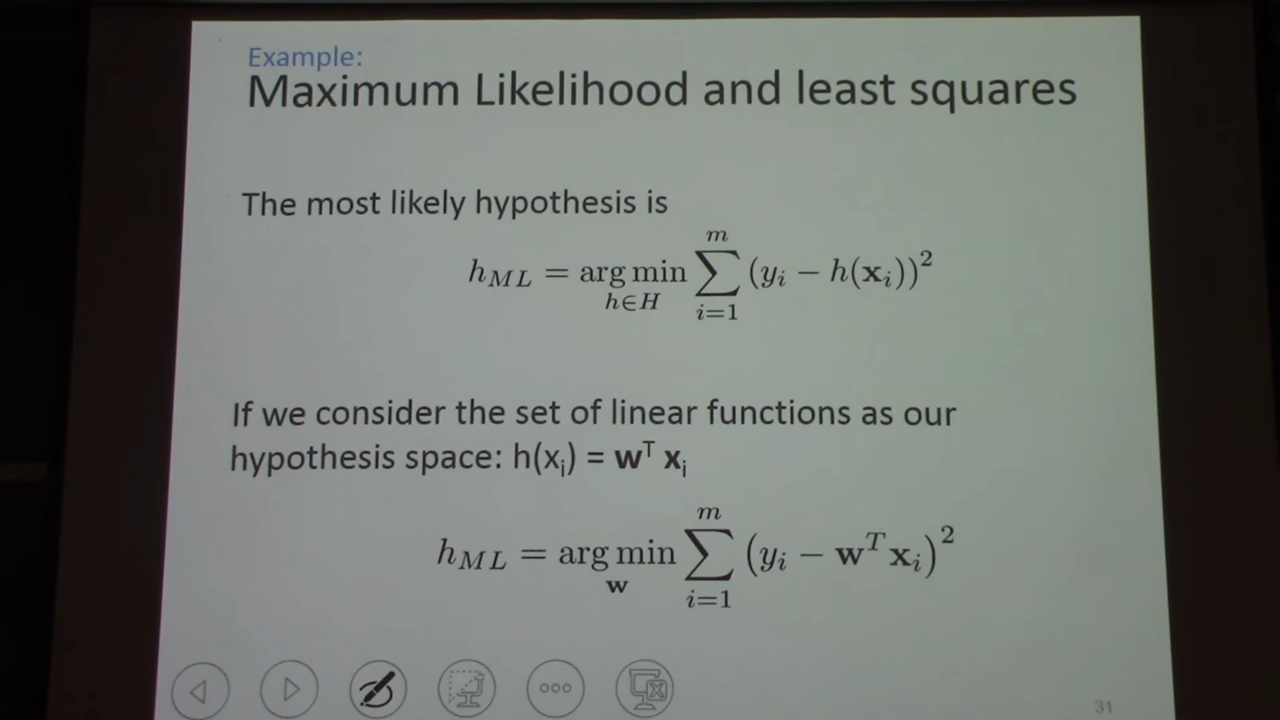 Example:
Maximum Likelihood and least squares
The most likely hypothesis is
h_{ML} = \arg\min_{h \in H} \sum_{i=1}^{m} (y_i - h(\mathbf{x}_i))^2
If we consider the set of linear functions as our
hypothesis space: h(x_i) = w^T x_i
h_{ML} = \arg\min_{\mathbf{w}} \sum_{i=1}^{m} (y_i - \mathbf{w}^T \mathbf{x}_i)^2
31